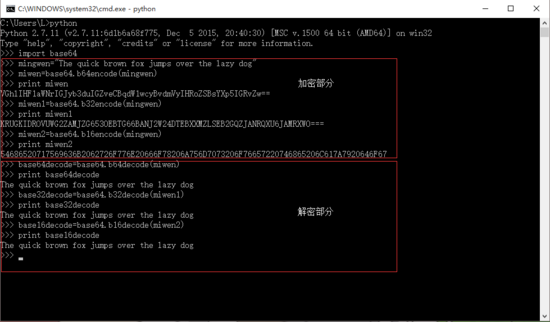 C:\WINDOWS\system32\cmd.exe - python
C:\Users\L>python
Python 2.7.11 (v2.7.11:6d1b6a68f775, Dec  5 2015, 20:40:30) [MSC v.1500 64 bit (AMD64)] on win32
Type "help", "copyright", "credits" or "license" for more information.
>>> import base64
>>> mingwen="The quick brown fox jumps over the lazy dog"
>>> miwen=base64.b64encode(mingwen)
>>> print miwen
加密部分
VGhlIHF1aWNrIGJyb3duIGZveCBqdW1wcyBvdmVyIHRoZSBsYXp5IGRvZw==
>>> miwen1=base64.b32encode(mingwen)
>>> print miwen1
KRUGKIDROVUWG2ZAMJZG653OEBTG66BANJ2W24DTEBXXMZLSEB2GQZJANRQXU6JAMRXWO===
>>> miwen2=base64.b16encode(mingwen)
>>> print miwen2
54686520717569636B2062726F776E20666F78206A756D7073206F76657220746865206C617A7920646F67
>>> base64decode=base64.b64decode(miwen)
>>> print base64decode
The quick brown fox jumps over the lazy dog
>>> base32decode=base64.b32decode(miwen1)
>>> print base32decode
The quick brown fox jumps over the lazy dog
解密部分
>>> base16decode=base64.b16decode(miwen2)
>>> print base16decode
The quick brown fox jumps over the lazy dog
>>>